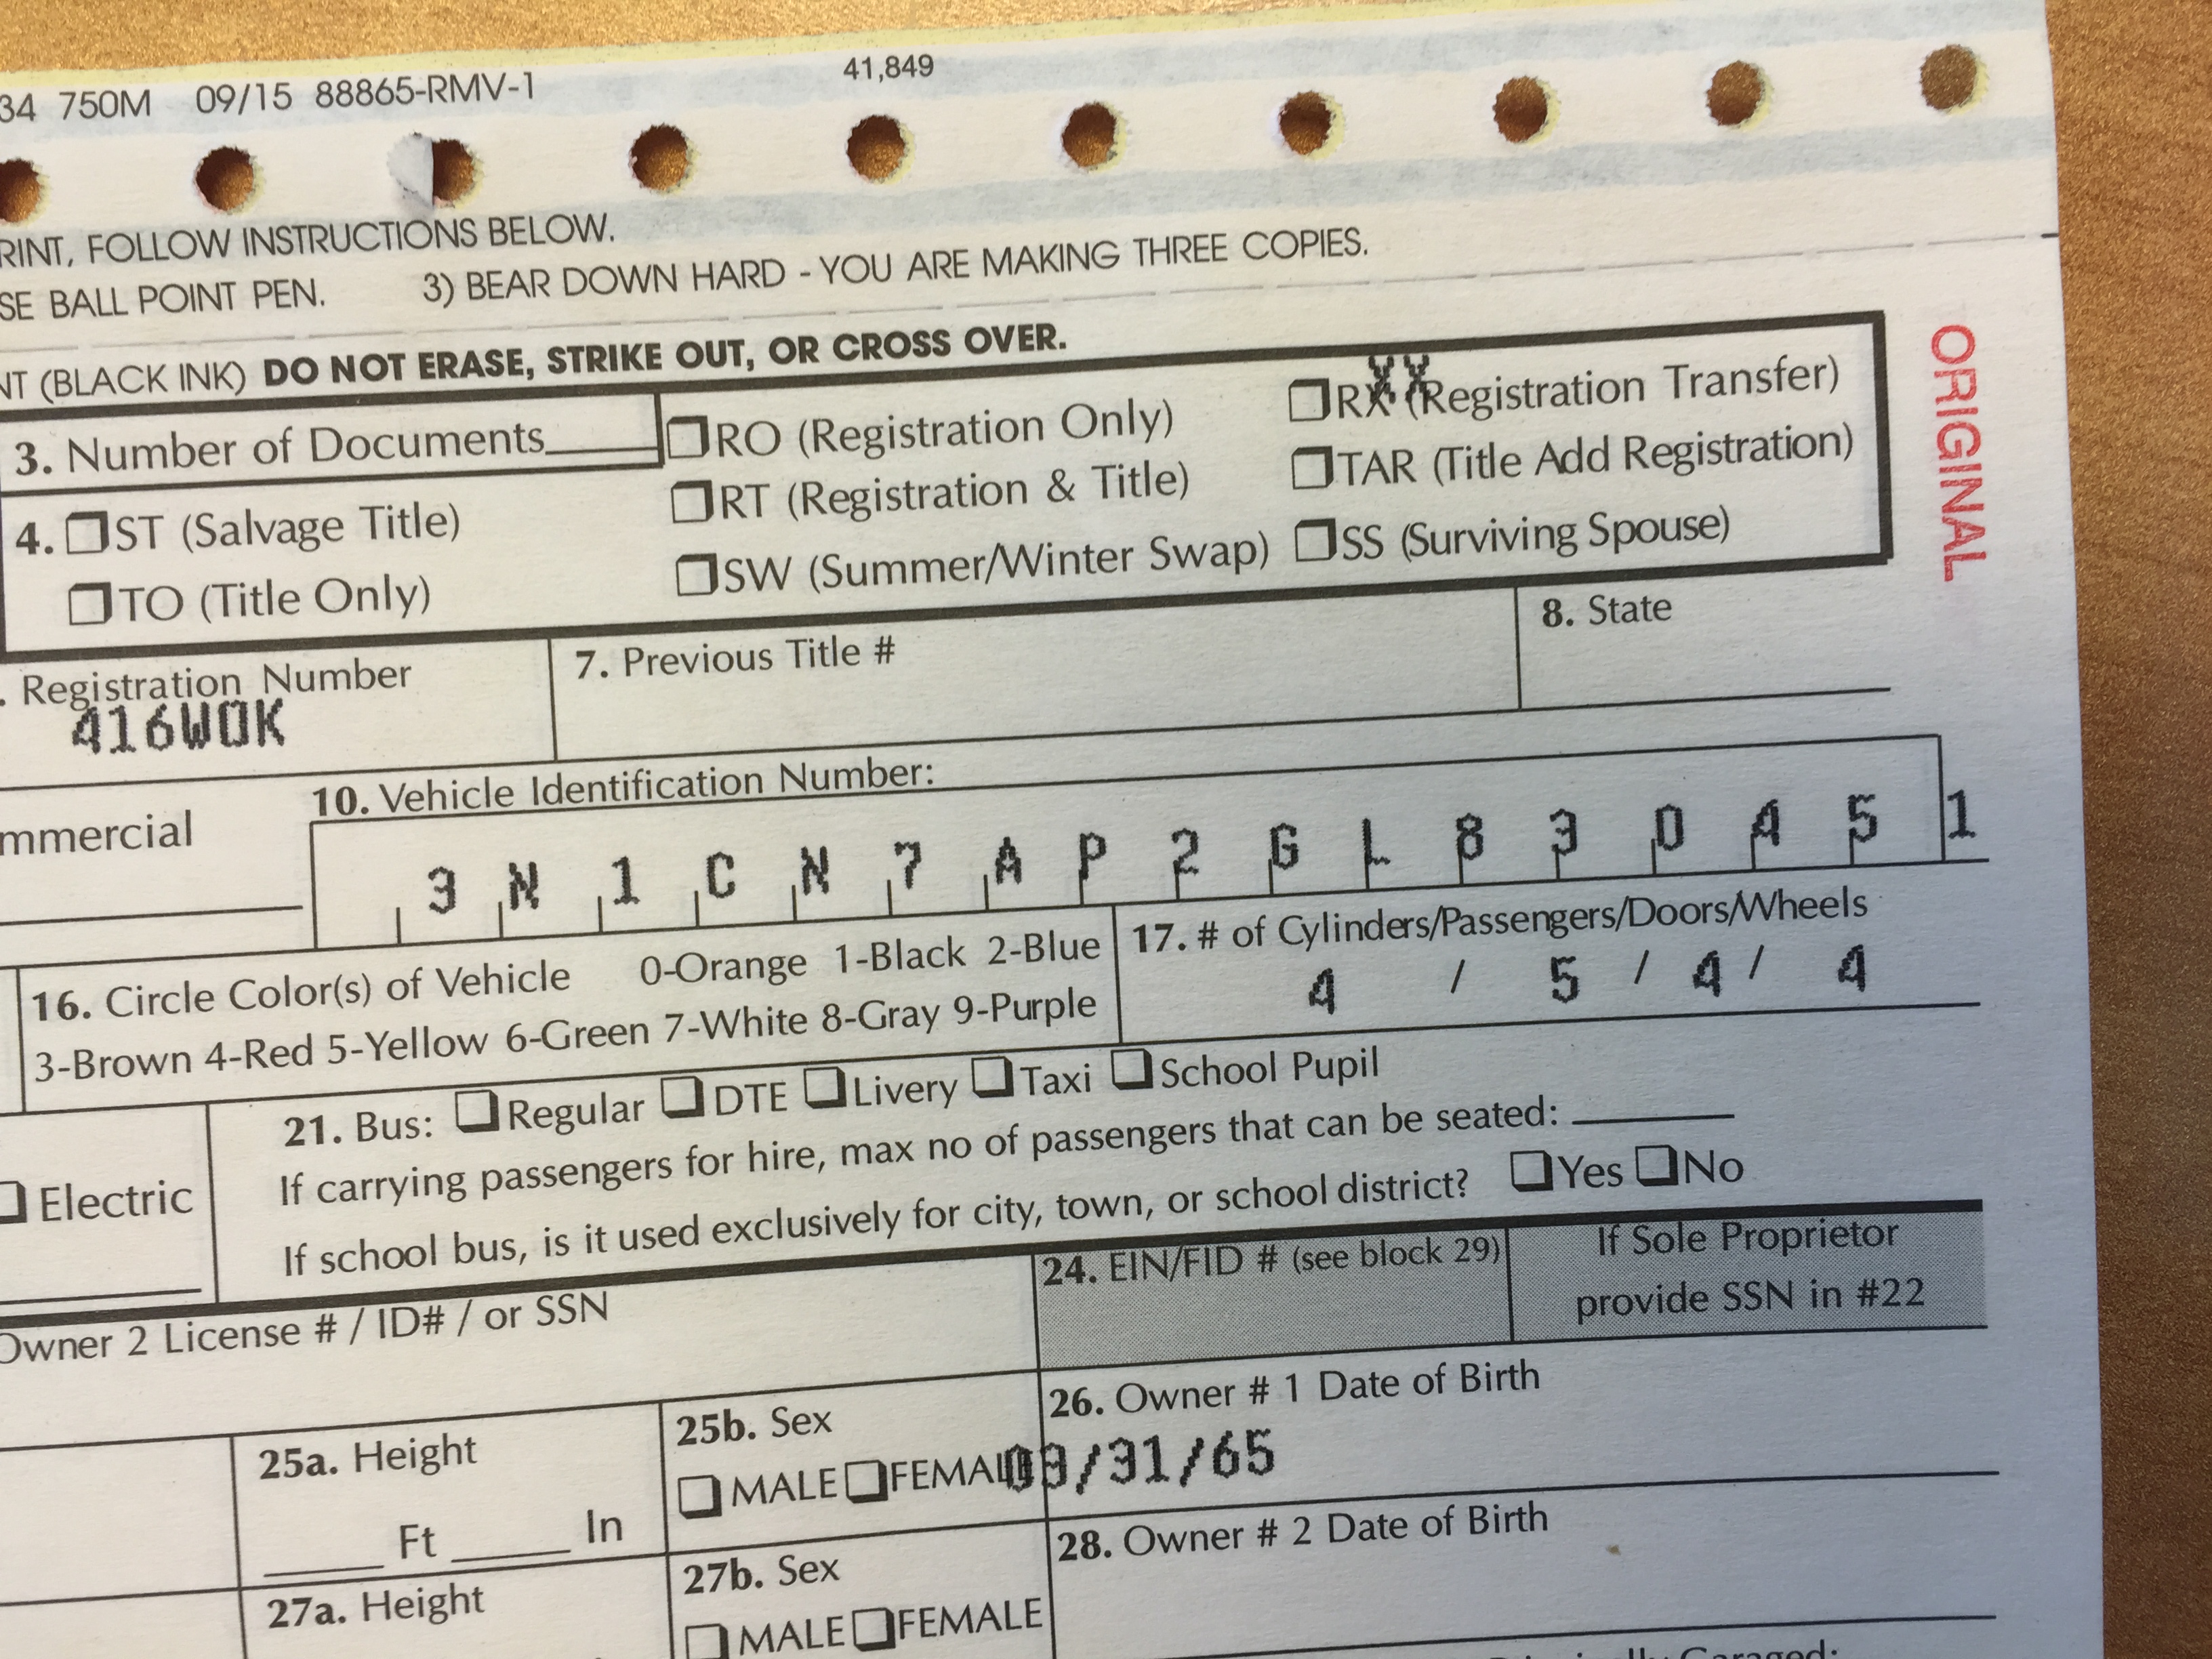 34 750M 09/15 88865-RMV-1 41,849
RINT, FOLLOW INSTRUCTIONS BELOW.
SE BALL POINT PEN. 3) BEAR DOWN HARD - YOU ARE MAKING THREE COPIES.
NT (BLACK INK) DO NOT ERASE, STRIKE OUT, OR CROSS OVER.
ORIGINAL
3. Number of Documents
RO (Registration Only)
XX
RX (Registration Transfer)
RT (Registration & Title)
TAR (Title Add Registration)
4. ST (Salvage Title)
SW (Summer/Winter Swap)
SS (Surviving Spouse)
TO (Title Only)
. Registration Number
416WOK
7. Previous Title #
8. State
mmercial
10. Vehicle Identification Number:
3 N 1 C N 7 A P 2 G L 8 3 0 4 5 1
16. Circle Color(s) of Vehicle 0-Orange 1-Black 2-Blue
3-Brown 4-Red 5-Yellow 6-Green 7-White 8-Gray 9-Purple
17. # of Cylinders/Passengers/Doors/Wheels
4 / 5 / 4 / 4
Electric
21. Bus: Regular DTE Livery Taxi School Pupil
If carrying passengers for hire, max no of passengers that can be seated:
If school bus, is it used exclusively for city, town, or school district? Yes No
Owner 2 License # / ID# / or SSN
24. EIN/FID # (see block 29)
If Sole Proprietor
provide SSN in #22
25a. Height
Ft In
25b. Sex
MALE FEMALE
26. Owner # 1 Date of Birth
03/31/65
27a. Height
27b. Sex
MALE FEMALE
28. Owner # 2 Date of Birth
Garaged: